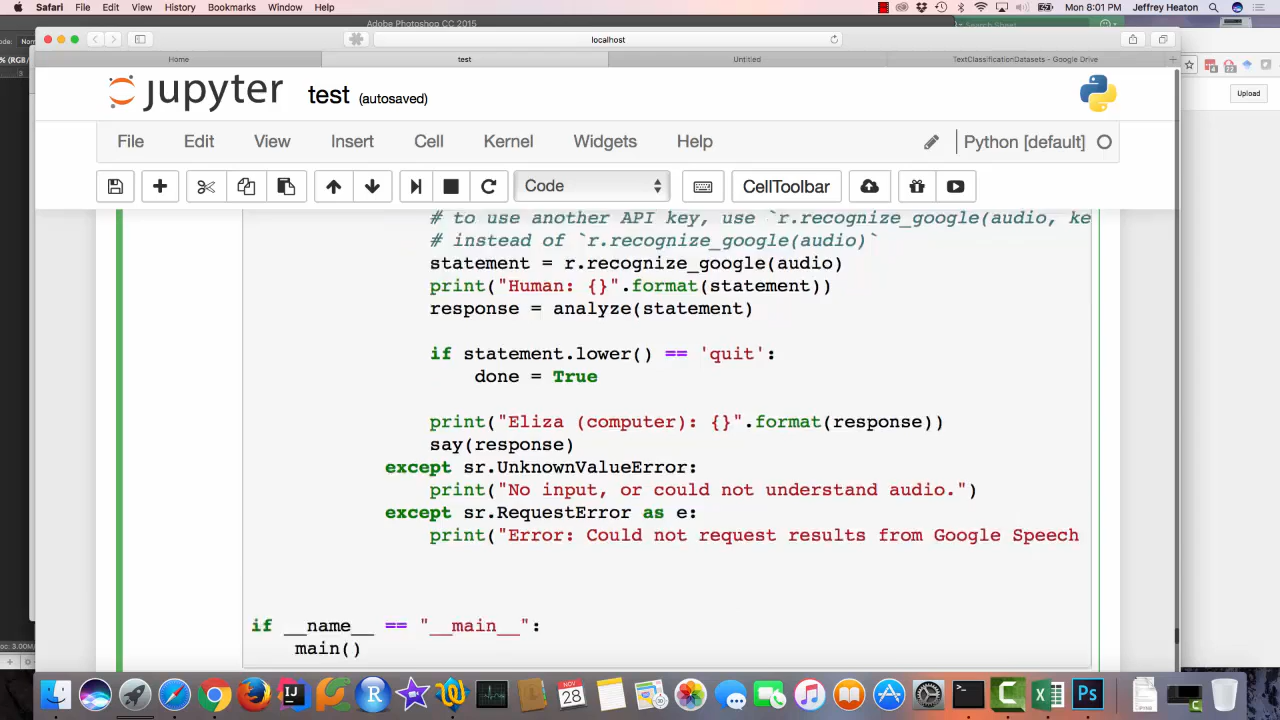 Safari File Edit View History Bookmarks Window Help Mon 8:01 PM Jeffrey Heaton
Adobe Photoshop CC 2015
Search Sheet
localhost
Home test Untitled TextClassificationDatasets - Google Drive
Upload
jupyter test (autosaved)
File Edit View Insert Cell Kernel Widgets Help Python [default]
Code CellToolbar
# to use another API key, use `r.recognize_google(audio, ke
# instead of `r.recognize_google(audio)`
statement = r.recognize_google(audio)
print("Human: {}".format(statement))
response = analyze(statement)
if statement.lower() == 'quit':
done = True
print("Eliza (computer): {}".format(response))
say(response)
except sr.UnknownValueError:
print("No input, or could not understand audio.")
except sr.RequestError as e:
print("Error: Could not request results from Google Speech
if __name__ == "__main__":
main()